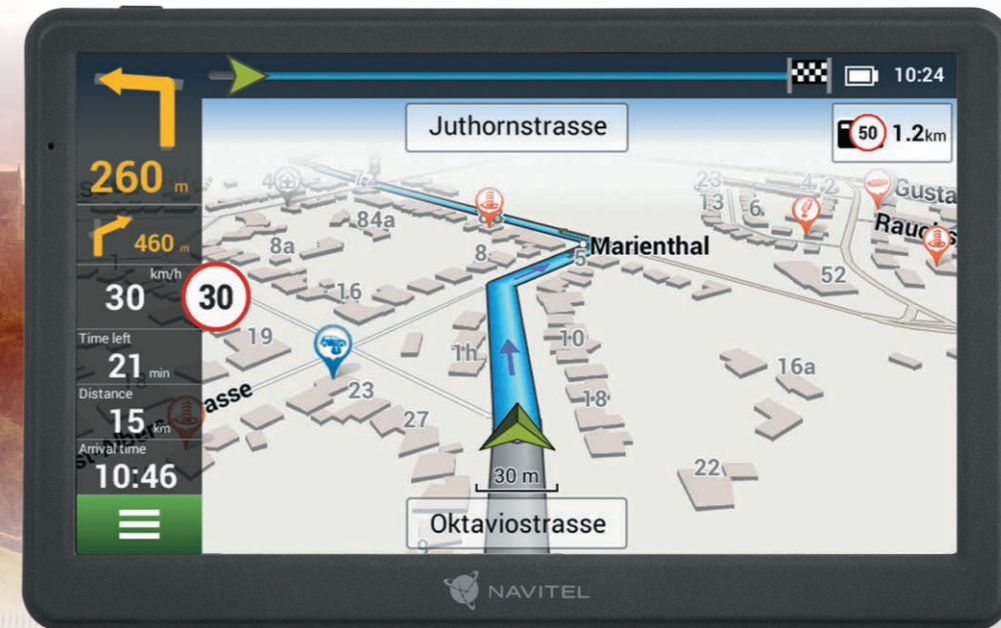 10:24
Juthornstrasse
50 1.2km
260 m
460 m
km/h
30
30
Time left
21 min
Distance
15 km
Arrival time
10:46
Marienthal
Gusta
84a
8a
8
5
16
19
1h
10
23
18
27
16a
22
52
23
13
6
4
2
9
asse
30 m
Oktaviostrasse
NAVITEL